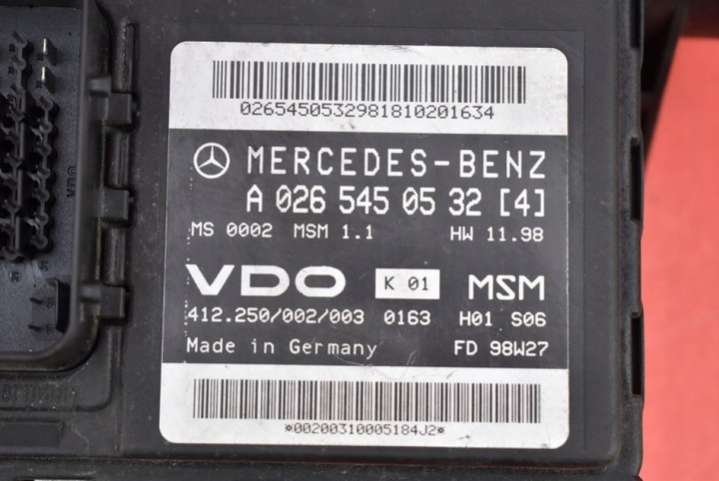 0265450532981810201634
MERCEDES-BENZ
A 026 545 05 32 [4]
MS 0002 MSM 1.1 HW 11.98
VDO K 01 MSM
412.250/002/003 0163 H01 S06
Made in Germany FD 98W27
*00200310005184J2*